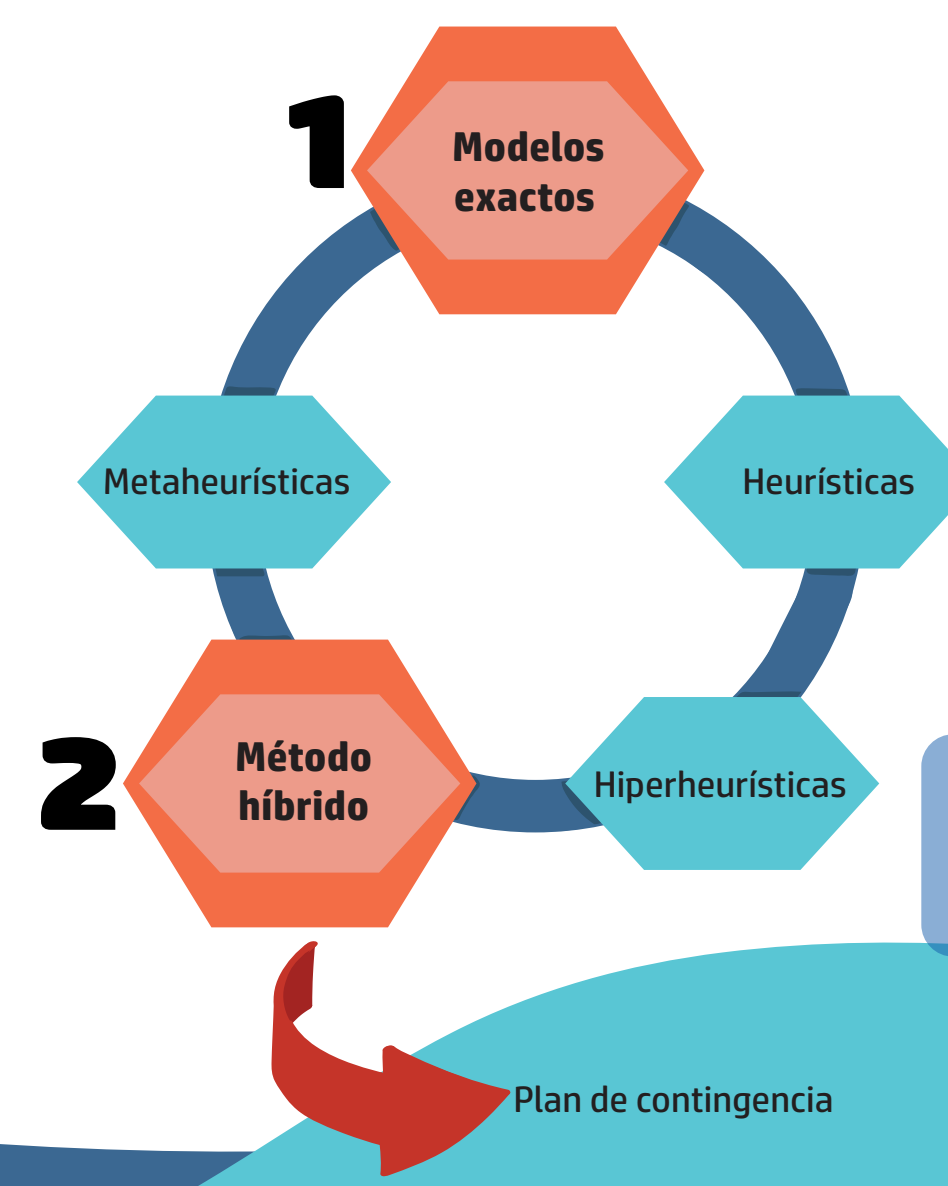 1
Modelos
exactos
Metaheurísticas
Heurísticas
2
Método
híbrido
Hiperheurísticas
Plan de contingencia